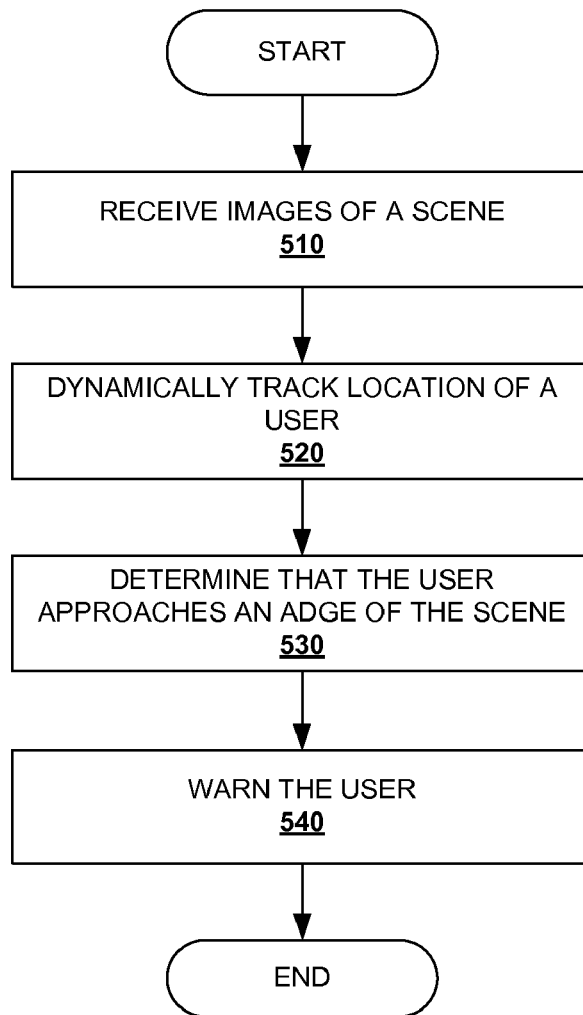 START
RECEIVE IMAGES OF A SCENE
510
DYNAMICALLY TRACK LOCATION OF A
USER
520
DETERMINE THAT THE USER
APPROACHES AN ADGE OF THE SCENE
530
WARN THE USER
540
END